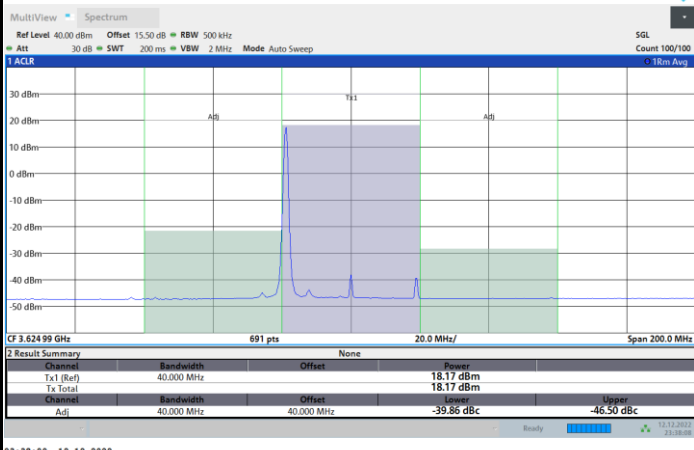 MultiView Spectrum
Ref Level 40.00 dBm Offset 15.50 dB RBW 500 kHz SGL
Att 30 dB SWT 200 ms VBW 2 MHz Mode Auto Sweep Count 100/100
1 ACLR 1Rm Avg
30 dBm
Tx1
20 dBm
Adj Adj
10 dBm
0 dBm
-10 dBm
-20 dBm
-30 dBm
-40 dBm
-50 dBm
CF 3.624 99 GHz 691 pts 20.0 MHz/ Span 200.0 MHz
2 Result Summary None
Channel Bandwidth Offset Power
Tx1 (Ref) 40.000 MHz 18.17 dBm
Tx Total 18.17 dBm
Channel Bandwidth Offset Lower Upper
Adj 40.000 MHz 40.000 MHz -39.86 dBc -46.50 dBc
Ready 12.12.2022
23:38:08